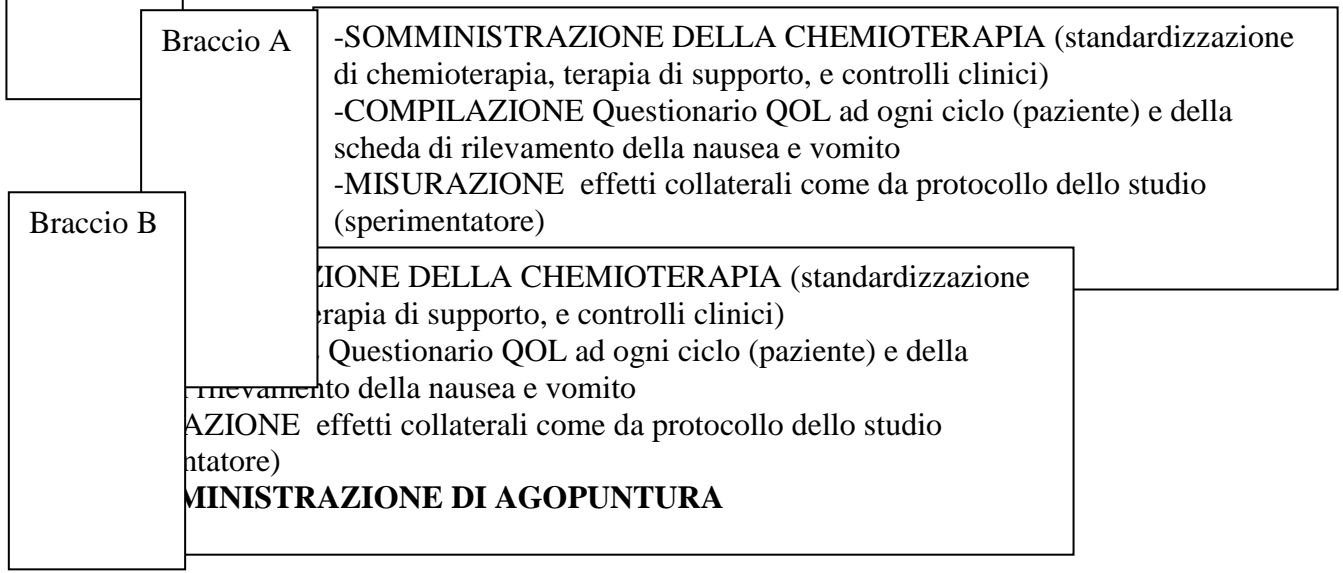 Braccio A
-SOMMINISTRAZIONE DELLA CHEMIOTERAPIA (standardizzazione
di chemioterapia, terapia di supporto, e controlli clinici)
-COMPILAZIONE Questionario QOL ad ogni ciclo (paziente) e della
scheda di rilevamento della nausea e vomito
-MISURAZIONE effetti collaterali come da protocollo dello studio
(sperimentatore)
Braccio B
ZIONE DELLA CHEMIOTERAPIA (standardizzazione
erapia di supporto, e controlli clinici)
Questionario QOL ad ogni ciclo (paziente) e della
rilevamento della nausea e vomito
AZIONE effetti collaterali come da protocollo dello studio
ntatore)
MINISTRAZIONE DI AGOPUNTURA